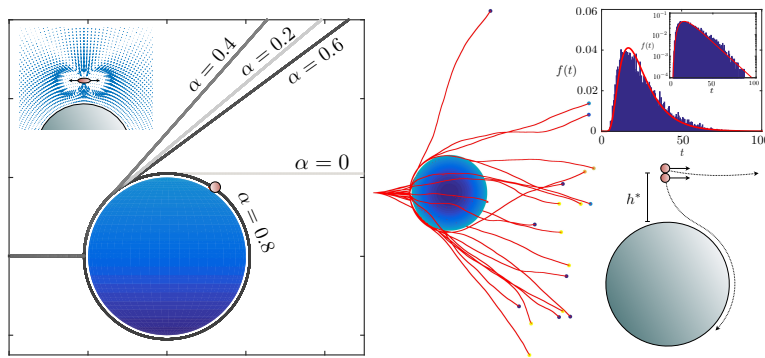 α = 0.4
α = 0.2
α = 0.6
α = 0
α = 0.8
0.06
0.04
0.02
0
f(t)
0
50
100
t
10⁻¹
10⁻²
10⁻³
10⁻⁴
f(t)
0
50
100
t
h*